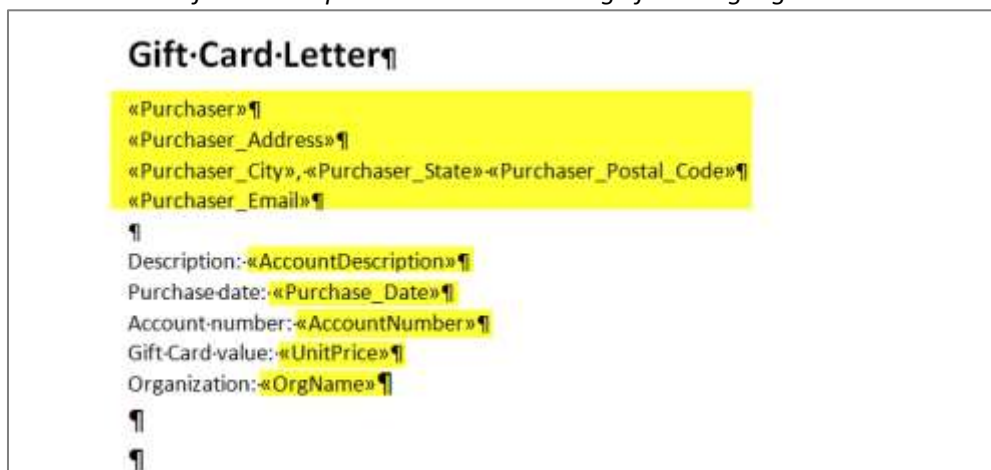 Gift·Card·Letter¶
«Purchaser»¶
«Purchaser_Address»¶
«Purchaser_City»,·«Purchaser_State»·«Purchaser_Postal_Code»¶
«Purchaser_Email»¶
¶
Description:·«AccountDescription»¶
Purchase·date:·«Purchase_Date»¶
Account·number:·«AccountNumber»¶
Gift·Card·value:·«UnitPrice»¶
Organization:·«OrgName»¶
¶
¶